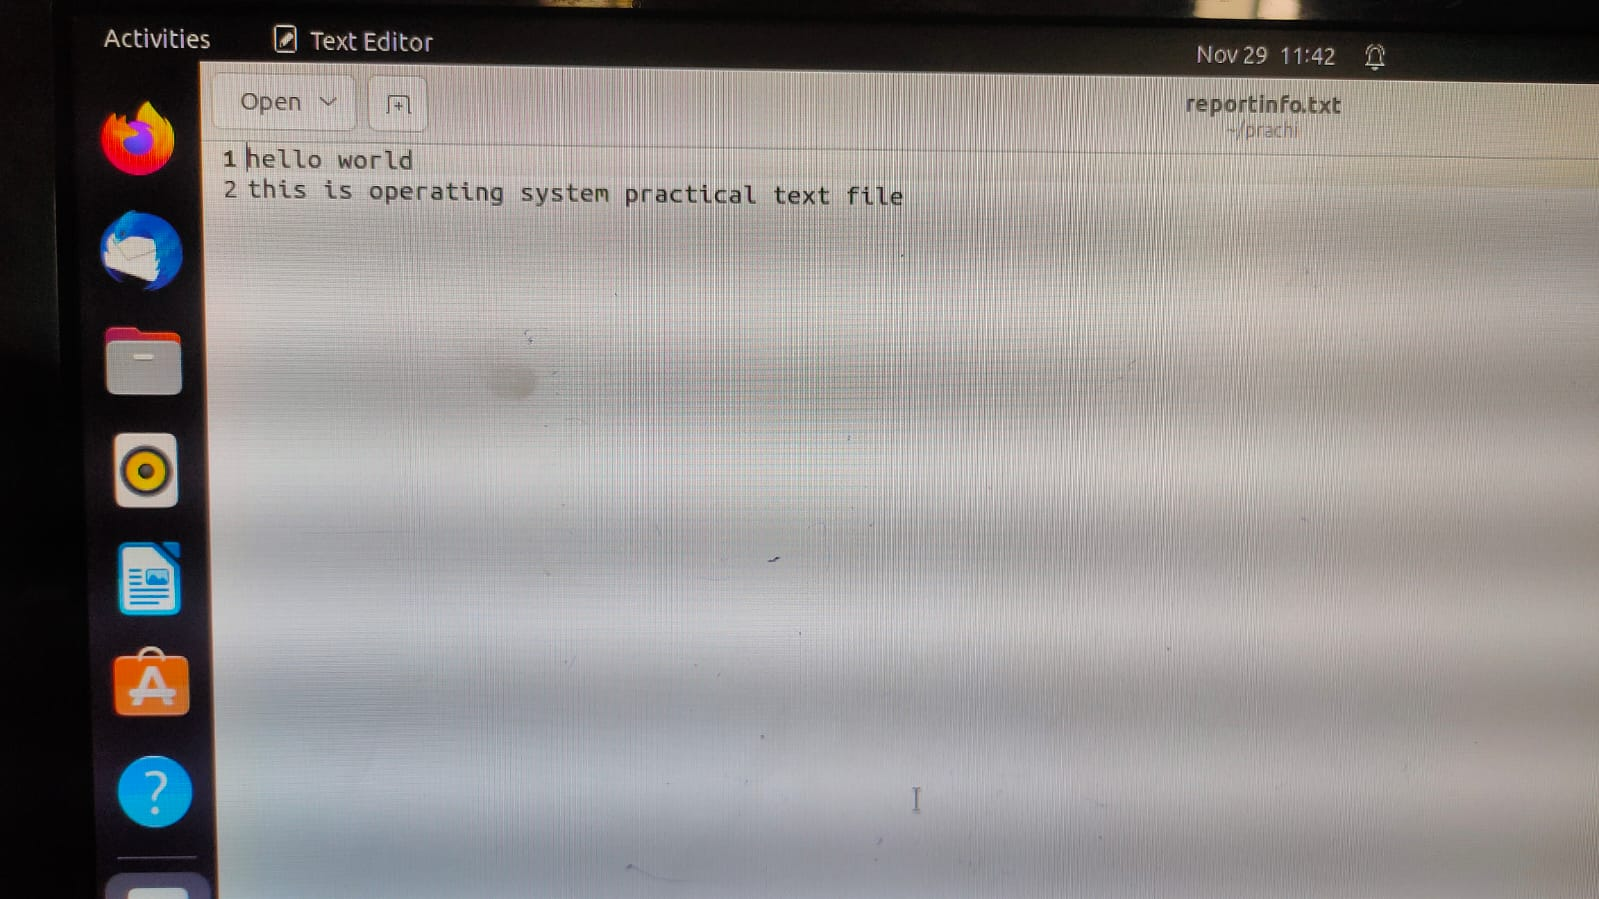 Activities Text Editor Nov 29 11:42
Open reportinfo.txt
~/prachi
1 hello world
2 this is operating system practical text file